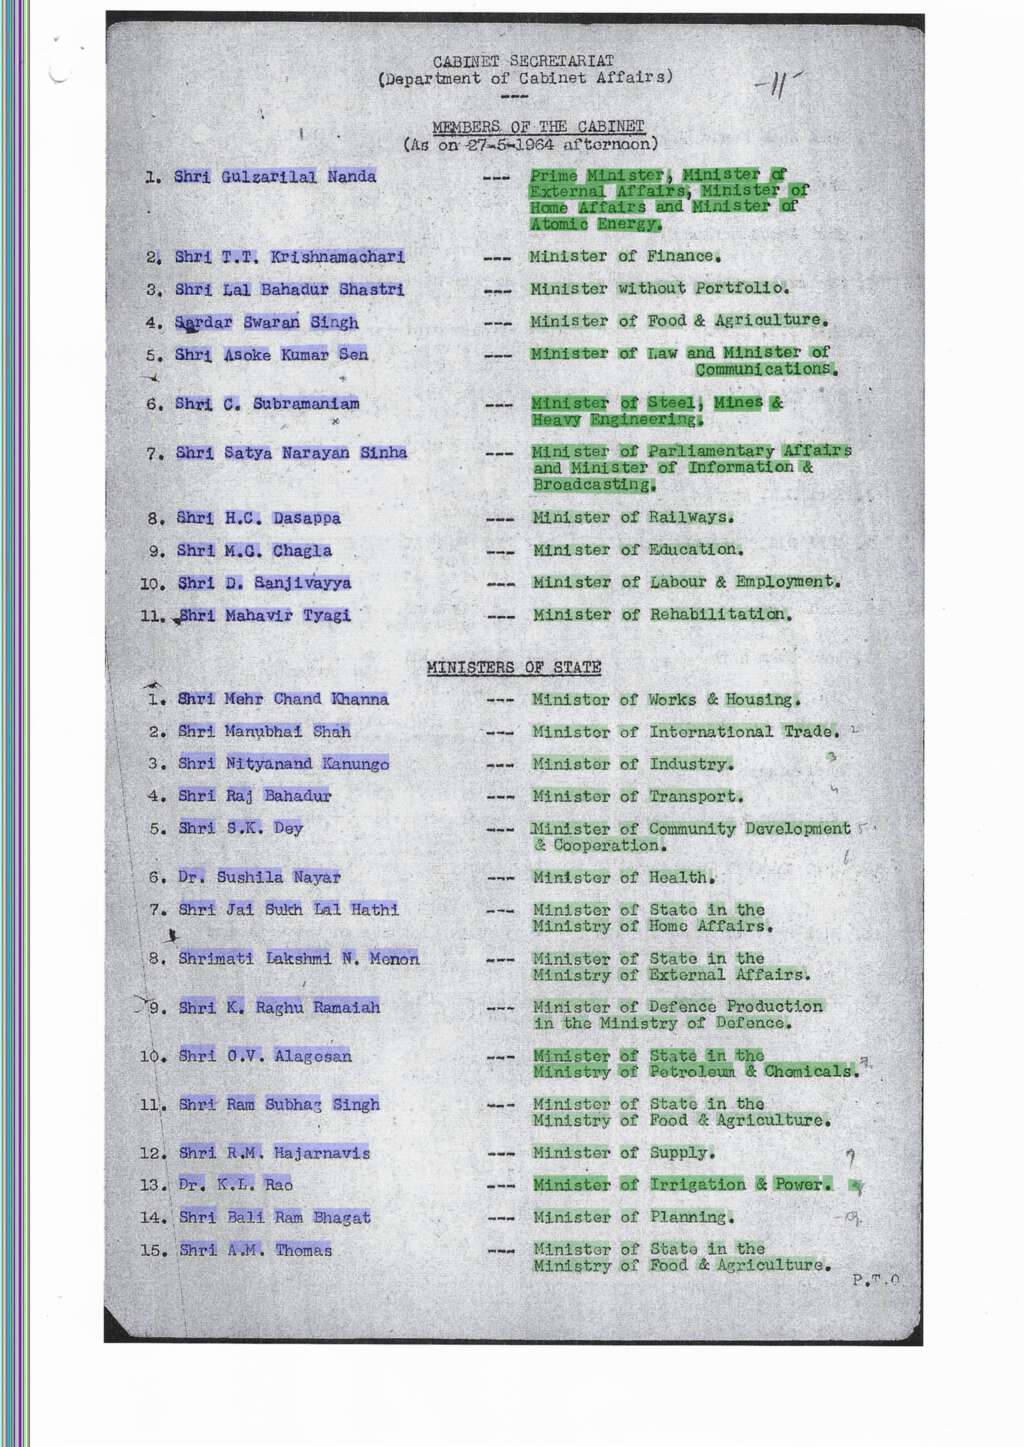 CABINET SECRETARIAT
(Department of Cabinet Affairs)
---
-11-
MEMBERS OF THE CABINET
(As on 27-5-1964 afternoon)
1. Shri Gulzarilal Nanda --- Prime Minister, Minister of
External Affairs, Minister of
Home Affairs and Minister of
Atomic Energy.
2. Shri T.T. Krishnamachari --- Minister of Finance.
3. Shri Lal Bahadur Shastri --- Minister without Portfolio.
4. Sardar Swaran Singh --- Minister of Food & Agriculture.
5. Shri Asoke Kumar Sen --- Minister of Law and Minister of
Communications.
6. Shri C. Subramaniam --- Minister of Steel, Mines &
Heavy Engineering.
7. Shri Satya Narayan Sinha --- Minister of Parliamentary Affairs
and Minister of Information &
Broadcasting.
8. Shri H.C. Dasappa --- Minister of Railways.
9. Shri M.C. Chagla --- Minister of Education.
10. Shri D. Sanjivayya --- Minister of Labour & Employment.
11. Shri Mahavir Tyagi --- Minister of Rehabilitation.
MINISTERS OF STATE
1. Shri Mehr Chand Khanna --- Minister of Works & Housing.
2. Shri Manubhai Shah --- Minister of International Trade. 2
3. Shri Nityanand Kanungo --- Minister of Industry. 3
4. Shri Raj Bahadur --- Minister of Transport. 4
5. Shri S.K. Dey --- Minister of Community Development 5
& Cooperation.
6. Dr. Sushila Nayar --- Minister of Health. 6
7. Shri Jai Sukh Lal Hathi --- Minister of State in the
Ministry of Home Affairs.
8. Shrimati Lakshmi N. Menon --- Minister of State in the
Ministry of External Affairs.
9. Shri K. Raghu Ramaiah --- Minister of Defence Production
in the Ministry of Defence.
10. Shri O.V. Alagesan --- Minister of State in the
Ministry of Petroleum & Chemicals.
11. Shri Ram Subhag Singh --- Minister of State in the
Ministry of Food & Agriculture.
12. Shri R.M. Hajarnavis --- Minister of Supply.
13. Dr. K.L. Rao --- Minister of Irrigation & Power.
14. Shri Bali Ram Bhagat --- Minister of Planning.
15. Shri A.M. Thomas --- Minister of State in the
Ministry of Food & Agriculture.
P.T.O